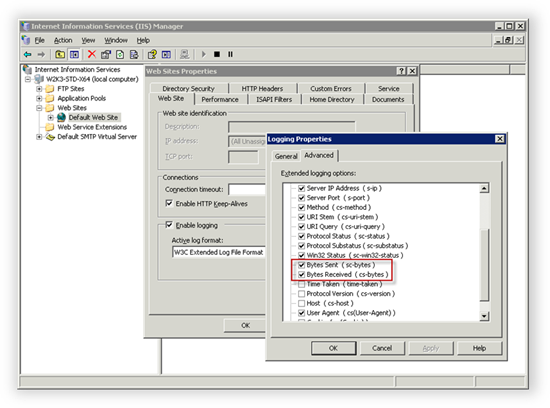 Internet Information Services (IIS) Manager
File Action View Window Help
Internet Information Services
W2K3-STD-X64 (local computer)
FTP Sites
Application Pools
Web Sites
Default Web Site
Web Service Extensions
Default SMTP Virtual Server
Web Sites Properties
Directory Security HTTP Headers Custom Errors Service
Web Site Performance ISAPI Filters Home Directory Documents
Web site identification
Description:
IP address: (All Unassig
TCP port:
Connections
Connection timeout:
Enable HTTP Keep-Alives
Enable logging
Active log format:
W3C Extended Log File Format
OK
Logging Properties
General Advanced
Extended logging options:
Server IP Address ( s-ip )
Server Port ( s-port )
Method ( cs-method )
URI Stem ( cs-uri-stem )
URI Query ( cs-uri-query )
Protocol Status ( sc-status )
Protocol Substatus ( sc-substatus )
Win32 Status ( sc-win32-status )
Bytes Sent ( sc-bytes )
Bytes Received ( cs-bytes )
Time Taken ( time-taken )
Protocol Version ( cs-version )
Host ( cs-host )
User Agent ( cs(User-Agent) )
OK Cancel Apply Help